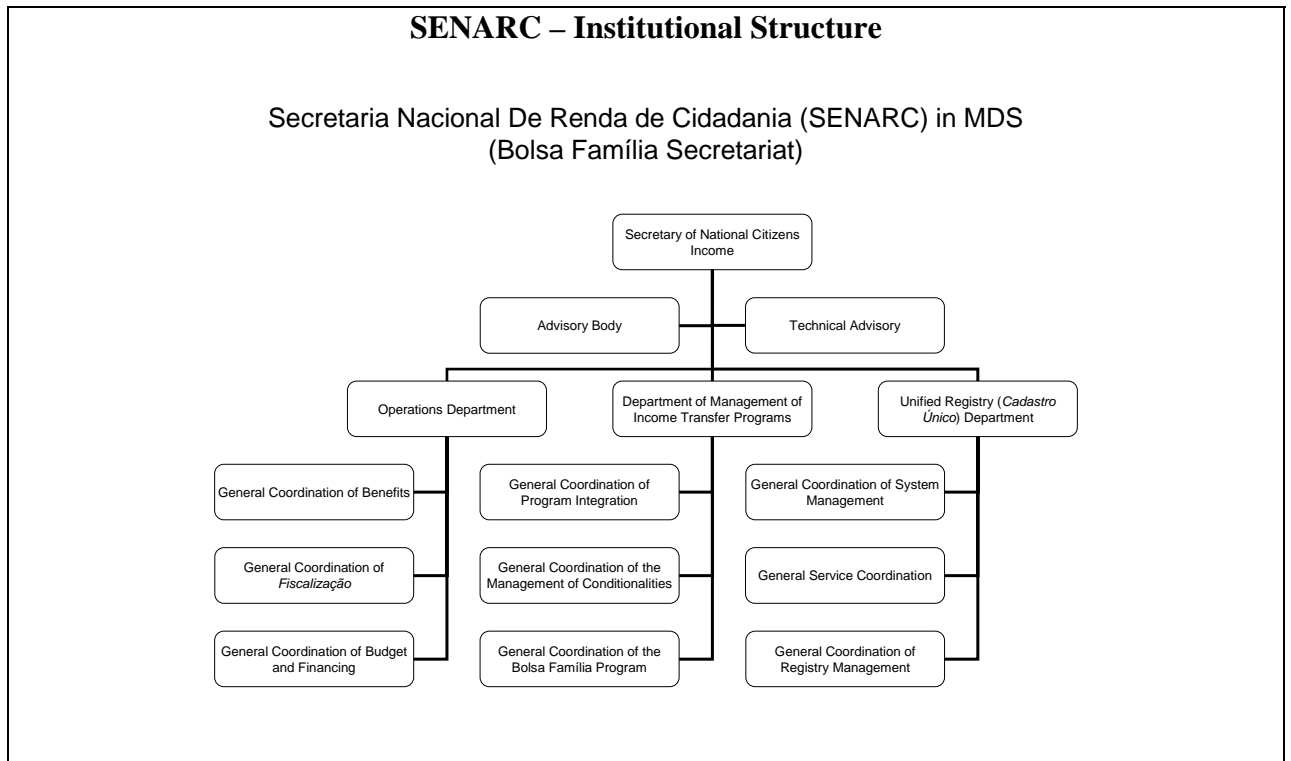 SENARC – Institutional Structure
Secretaria Nacional De Renda de Cidadania (SENARC) in MDS
(Bolsa Família Secretariat)
Secretary of National Citizens
Income
Advisory Body
Technical Advisory
Operations Department
Department of Management of
Income Transfer Programs
Unified Registry (Cadastro
Único) Department
General Coordination of Benefits
General Coordination of
Program Integration
General Coordination of System
Management
General Coordination of
Fiscalização
General Coordination of the
Management of Conditionalities
General Service Coordination
General Coordination of Budget
and Financing
General Coordination of the
Bolsa Família Program
General Coordination of
Registry Management